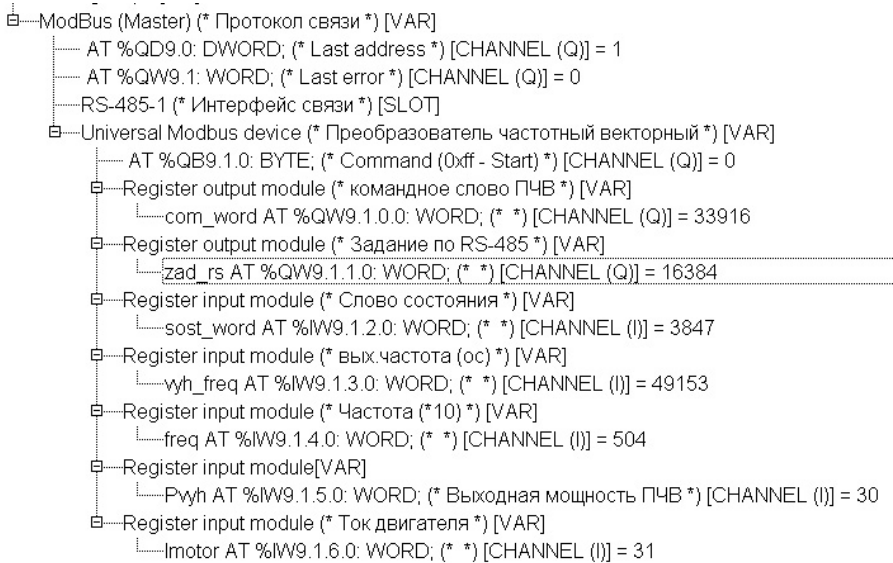 ModBus (Master) (* Протокол связи *) [VAR]
AT %QD9.0: DWORD; (* Last address *) [CHANNEL (Q)] = 1
AT %QW9.1: WORD; (* Last error *) [CHANNEL (Q)] = 0
RS-485-1 (* Интерфейс связи *) [SLOT]
Universal Modbus device (* Преобразователь частотный векторный *) [VAR]
AT %QB9.1.0: BYTE; (* Command (0xff - Start) *) [CHANNEL (Q)] = 0
Register output module (* командное слово ПЧВ *) [VAR]
com_word AT %QW9.1.0.0: WORD; (* *) [CHANNEL (Q)] = 33916
Register output module (* Задание по RS-485 *) [VAR]
zad_rs AT %QW9.1.1.0: WORD; (* *) [CHANNEL (Q)] = 16384
Register input module (* Слово состояния *) [VAR]
sost_word AT %IW9.1.2.0: WORD; (* *) [CHANNEL (I)] = 3847
Register input module (* вых.частота (ос) *) [VAR]
vyh_freq AT %IW9.1.3.0: WORD; (* *) [CHANNEL (I)] = 49153
Register input module (* Частота (*10) *) [VAR]
freq AT %IW9.1.4.0: WORD; (* *) [CHANNEL (I)] = 504
Register input module[VAR]
Pvyh AT %IW9.1.5.0: WORD; (* Выходная мощность ПЧВ *) [CHANNEL (I)] = 30
Register input module (* Ток двигателя *) [VAR]
Imotor AT %IW9.1.6.0: WORD; (* *) [CHANNEL (I)] = 31